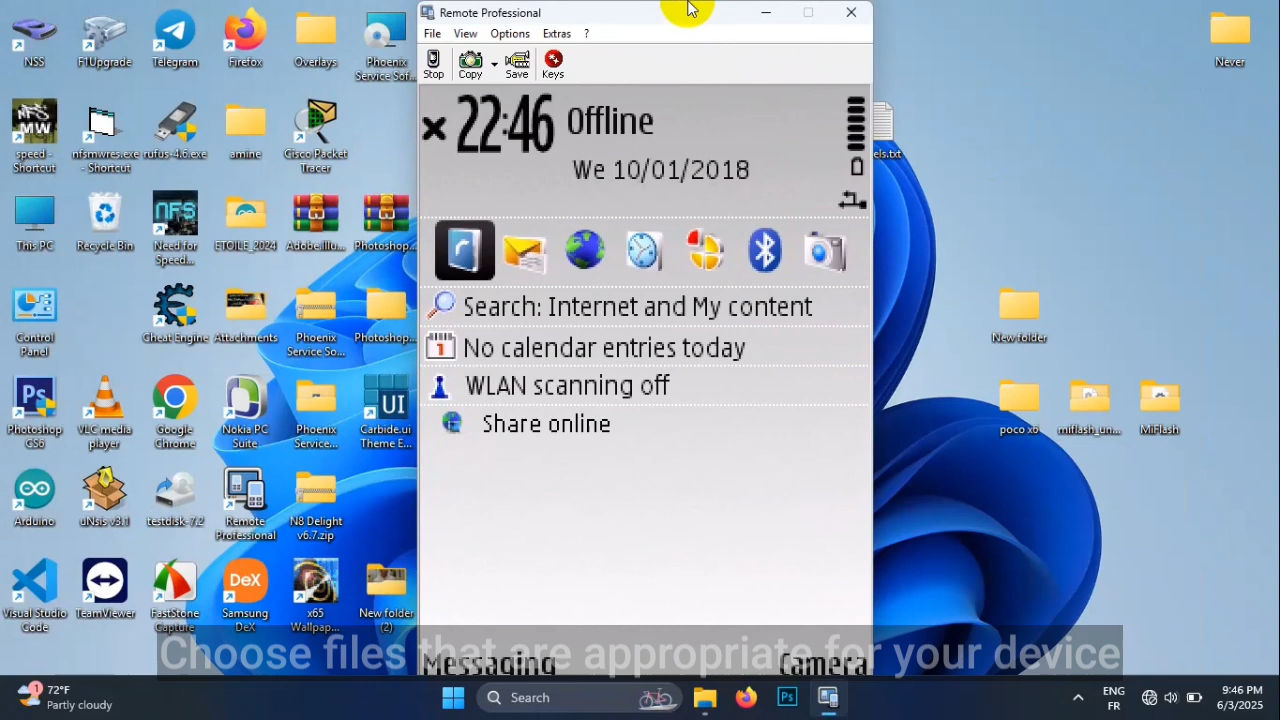 Remote Professional
File View Options Extras ?
Stop Copy Save Keys
22:46 Offline
We 10/01/2018
Search: Internet and My content
No calendar entries today
WLAN scanning off
Share online
Messaging Camera
Choose files that are appropriate for your device
NSS
F1Upgrade
Telegram
Firefox
Overlays
Phoenix
Service Sof...
Never
speed -
Shortcut
nfsmwres.exe
- Shortcut
rufus-4.6.exe
amine
Cisco Packet
Tracer
els.txt
This PC
Recycle Bin
Need for
Speed...
ETOILE_2024
Adobe.Illu...
Photoshop...
Control
Panel
Cheat Engine
Attachments
Phoenix
Service So...
Photoshop...
New folder
Photoshop
CS6
VLC media
player
Google
Chrome
Nokia PC
Suite
Phoenix
Service...
Carbide.ui
Theme E...
poco x6
miflash_un...
MiFlash
Arduino
uNsis v3.1
testdisk-7.2
Remote
Professional
N8 Delight
v6.7.zip
Visual Studio
Code
TeamViewer
FastStone
Capture
Samsung
DeX
x65
Wallpap...
New folder
(2)
1
72°F
Partly cloudy
Search
ENG
FR
9:46 PM
6/3/2025